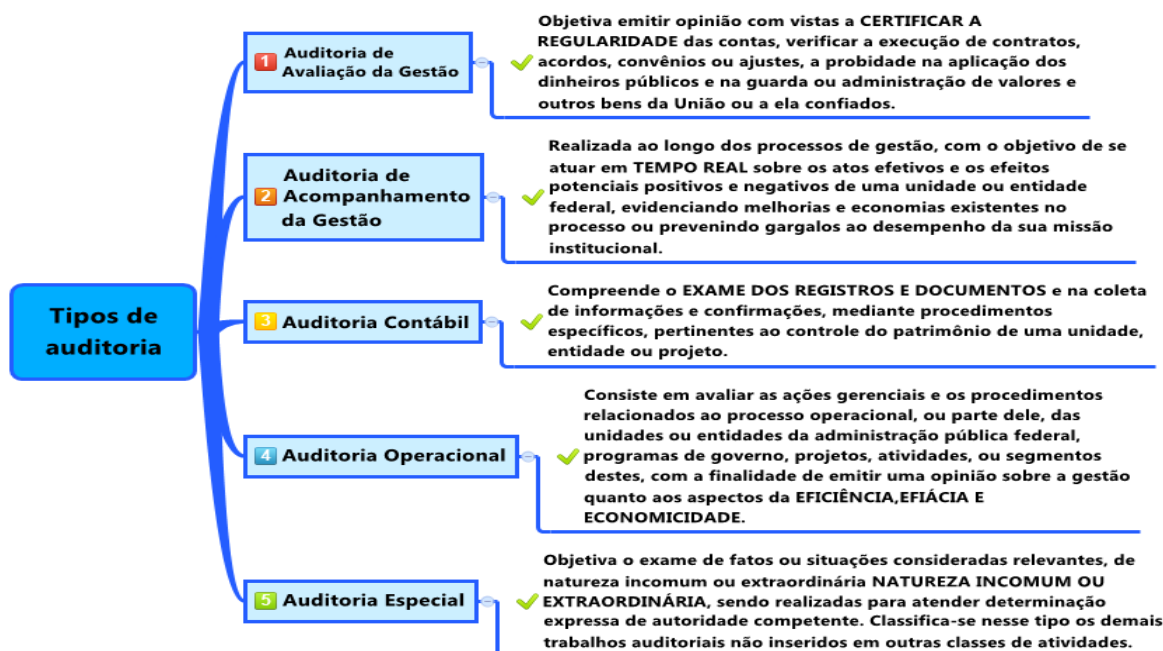 Tipos de
auditoria
1 Auditoria de
Avaliação da Gestão
Objetiva emitir opinião com vistas a CERTIFICAR A
REGULARIDADE das contas, verificar a execução de contratos,
acordos, convênios ou ajustes, a probidade na aplicação dos
dinheiros públicos e na guarda ou administração de valores e
outros bens da União ou a ela confiados.
2 Auditoria de
Acompanhamento
da Gestão
Realizada ao longo dos processos de gestão, com o objetivo de se
atuar em TEMPO REAL sobre os atos efetivos e os efeitos
potenciais positivos e negativos de uma unidade ou entidade
federal, evidenciando melhorias e economias existentes no
processo ou prevenindo gargalos ao desempenho da sua missão
institucional.
3 Auditoria Contábil
Compreende o EXAME DOS REGISTROS E DOCUMENTOS e na coleta
de informações e confirmações, mediante procedimentos
específicos, pertinentes ao controle do patrimônio de uma unidade,
entidade ou projeto.
4 Auditoria Operacional
Consiste em avaliar as ações gerenciais e os procedimentos
relacionados ao processo operacional, ou parte dele, das
unidades ou entidades da administração pública federal,
programas de governo, projetos, atividades, ou segmentos
destes, com a finalidade de emitir uma opinião sobre a gestão
quanto aos aspectos da EFICIÊNCIA,EFIÁCIA E
ECONOMICIDADE.
5 Auditoria Especial
Objetiva o exame de fatos ou situações consideradas relevantes, de
natureza incomum ou extraordinária NATUREZA INCOMUM OU
EXTRAORDINÁRIA, sendo realizadas para atender determinação
expressa de autoridade competente. Classifica-se nesse tipo os demais
trabalhos auditoriais não inseridos em outras classes de atividades.